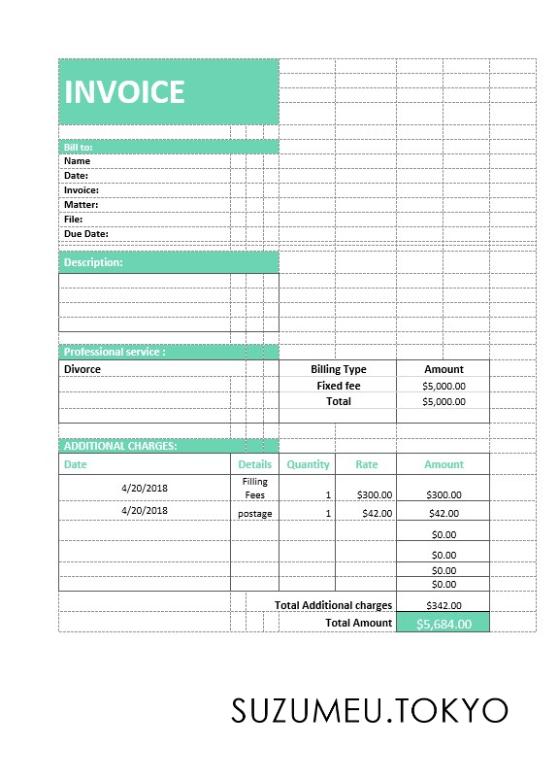 INVOICE
Bill to:
Name
Date:
Invoice:
Matter:
File:
Due Date:
Description:
Professional service :
Divorce Billing Type Amount
Fixed fee $5,000.00
Total $5,000.00
ADDITIONAL CHARGES:
Date Details Quantity Rate Amount
4/20/2018 Filling Fees 1 $300.00 $300.00
4/20/2018 postage 1 $42.00 $42.00
$0.00
$0.00
$0.00
$0.00
Total Additional charges $342.00
Total Amount $5,684.00
SUZUMEU.TOKYO